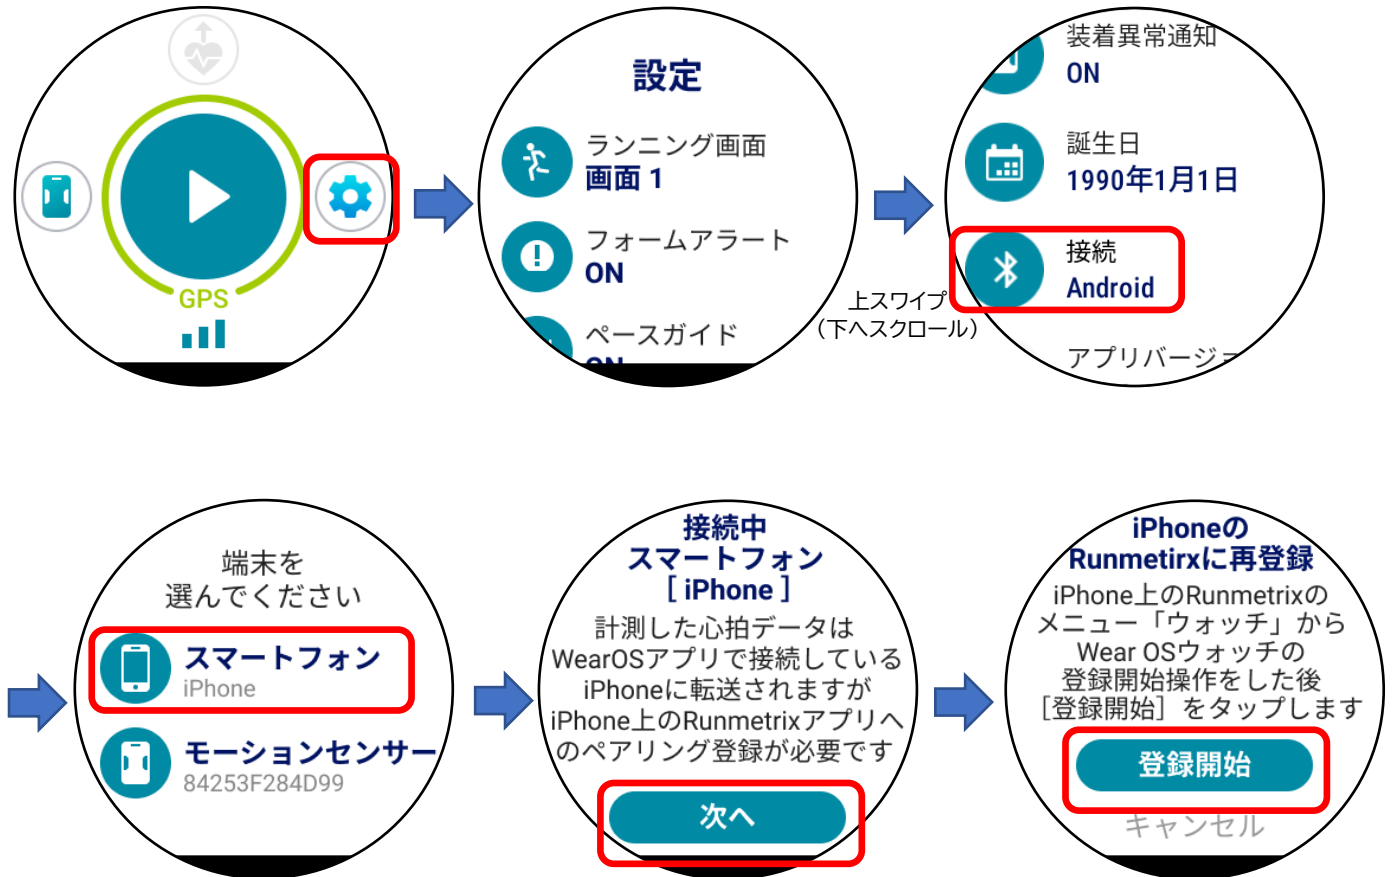 GPS
設定
ランニング画面
画面 1
フォームアラート
ON
ペースガイド
ON
上スワイプ
（下へスクロール）
装着異常通知
ON
誕生日
1990年1月1日
接続
Android
アプリバージョ
端末を
選んでください
スマートフォン
iPhone
モーションセンサー
84253F284D99
接続中
スマートフォン
［ iPhone ］
計測した心拍データは
WearOSアプリで接続している
iPhoneに転送されますが
iPhone上のRunmetrixアプリへ
のペアリング登録が必要です
次へ
iPhoneの
Runmetirxに再登録
iPhone上のRunmetrixの
メニュー「ウォッチ」から
Wear OSウォッチの
登録開始操作をした後
［登録開始］をタップします
登録開始
キャンセル